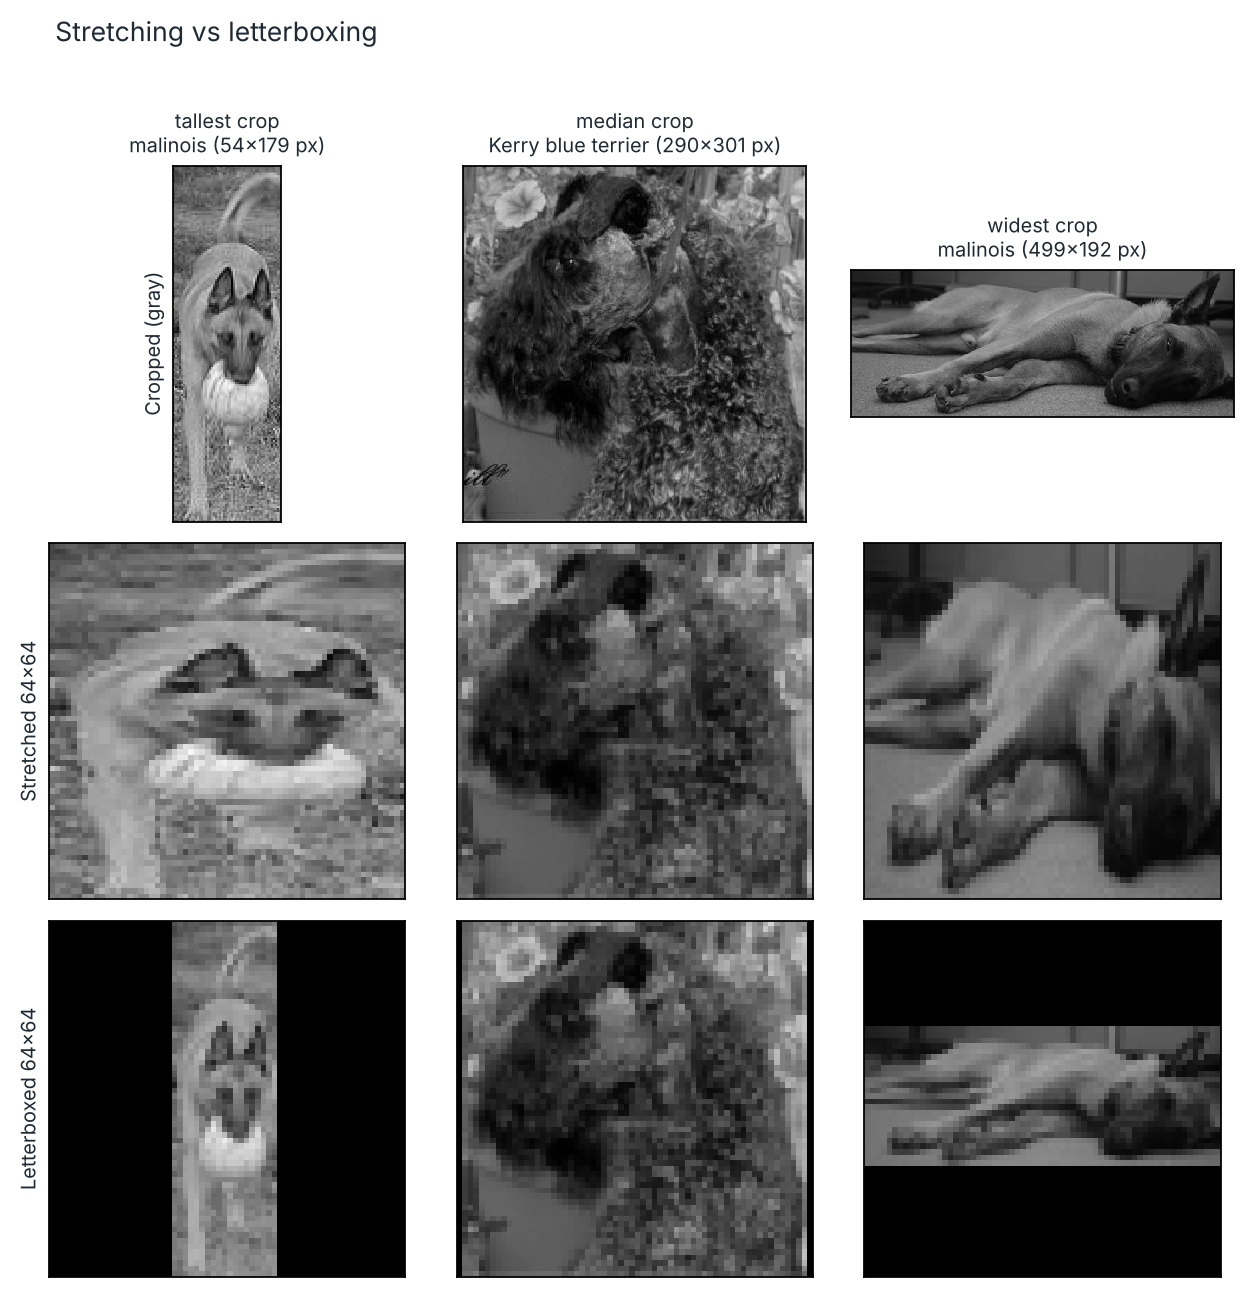 Stretching vs letterboxing
tallest crop
malinois (54×179 px)
median crop
Kerry blue terrier (290×301 px)
widest crop
malinois (499×192 px)
Cropped (gray)
ill
Stretched 64×64
Letterboxed 64×64